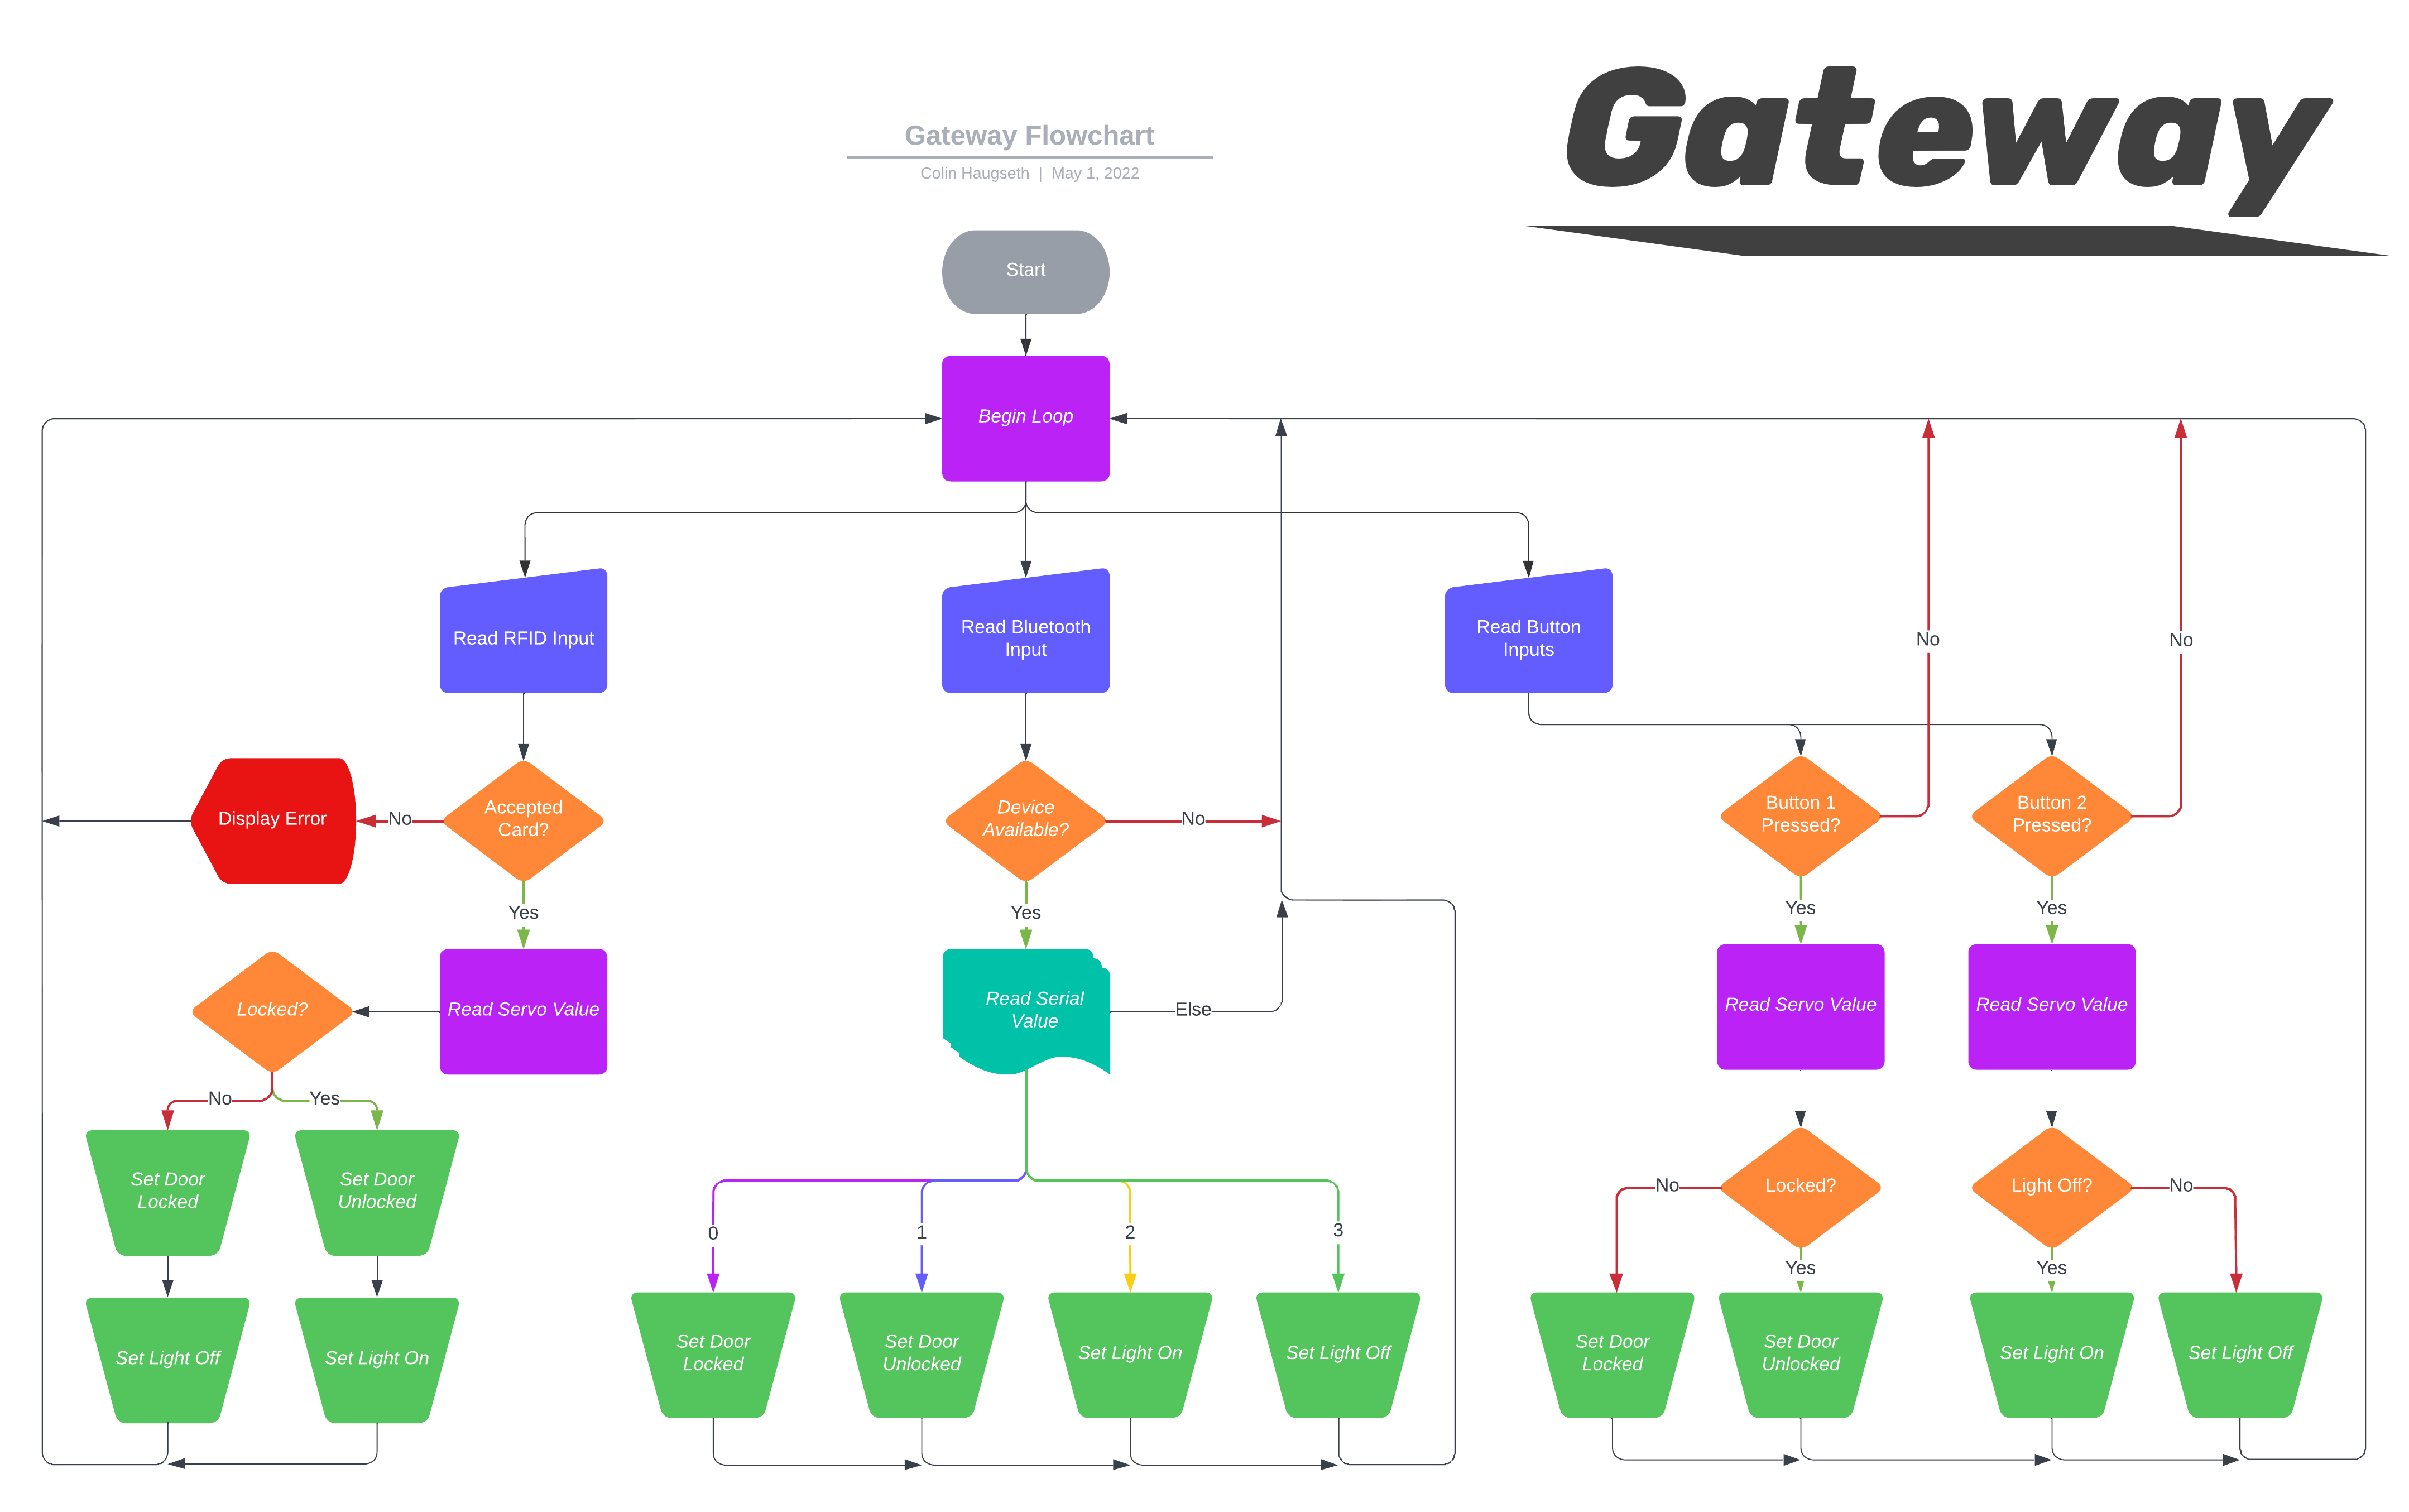 Gateway
Gateway Flowchart
Colin Haugseth | May 1, 2022
Start
Begin Loop
Read RFID Input
Read Bluetooth
Input
Read Button
Inputs
No
No
Display Error
No
Accepted
Card?
Device
Available?
No
Button 1
Pressed?
Button 2
Pressed?
Yes
Yes
Yes
Yes
Locked?
Read Servo Value
Read Serial
Value
Else
Read Servo Value
Read Servo Value
No
Yes
Set Door
Locked
Set Door
Unlocked
No
Locked?
Light Off?
No
0
1
2
3
Yes
Yes
Set Light Off
Set Light On
Set Door
Locked
Set Door
Unlocked
Set Light On
Set Light Off
Set Door
Locked
Set Door
Unlocked
Set Light On
Set Light Off